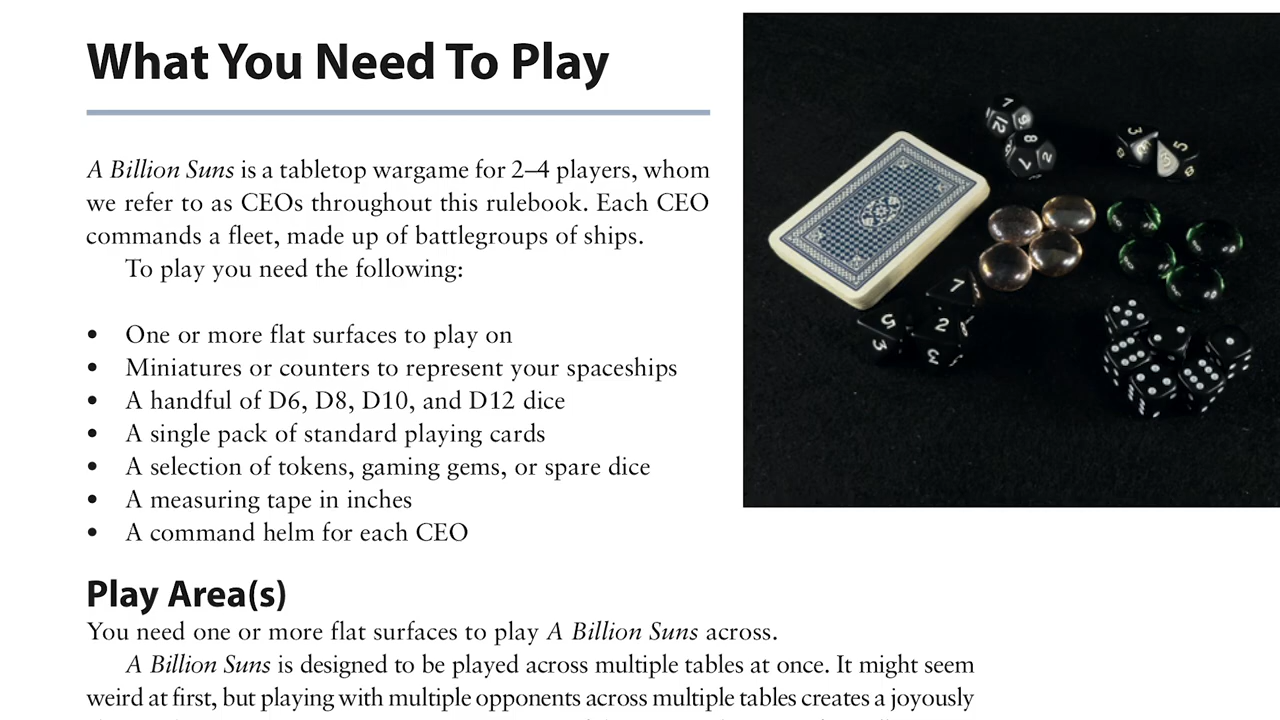 What You Need To Play
A Billion Suns is a tabletop wargame for 2–4 players, whom
we refer to as CEOs throughout this rulebook. Each CEO
commands a fleet, made up of battlegroups of ships.
To play you need the following:
• One or more flat surfaces to play on
• Miniatures or counters to represent your spaceships
• A handful of D6, D8, D10, and D12 dice
• A single pack of standard playing cards
• A selection of tokens, gaming gems, or spare dice
• A measuring tape in inches
• A command helm for each CEO
Play Area(s)
You need one or more flat surfaces to play A Billion Suns across.
A Billion Suns is designed to be played across multiple tables at once. It might seem
weird at first, but playing with multiple opponents across multiple tables creates a joyously